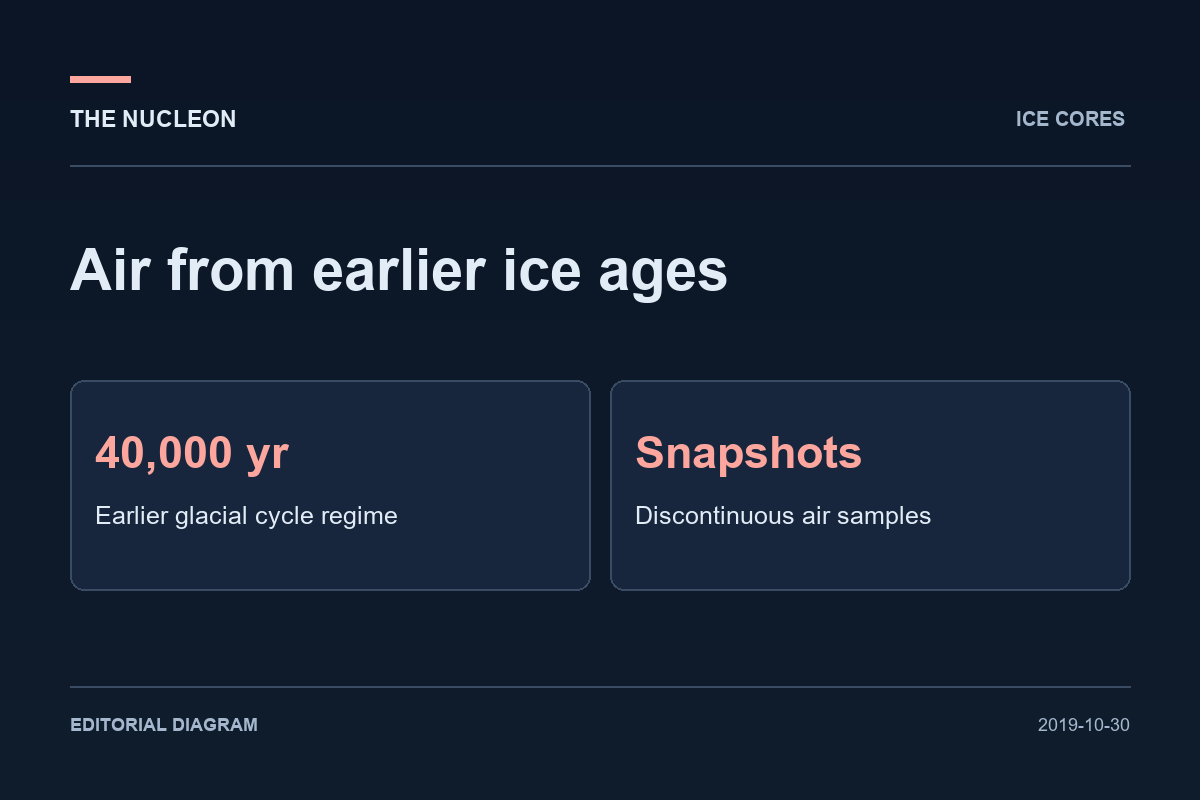 THE NUCLEON
ICE CORES
Air from earlier ice ages
40,000 yr
Earlier glacial cycle regime
Snapshots
Discontinuous air samples
EDITORIAL DIAGRAM
2019-10-30